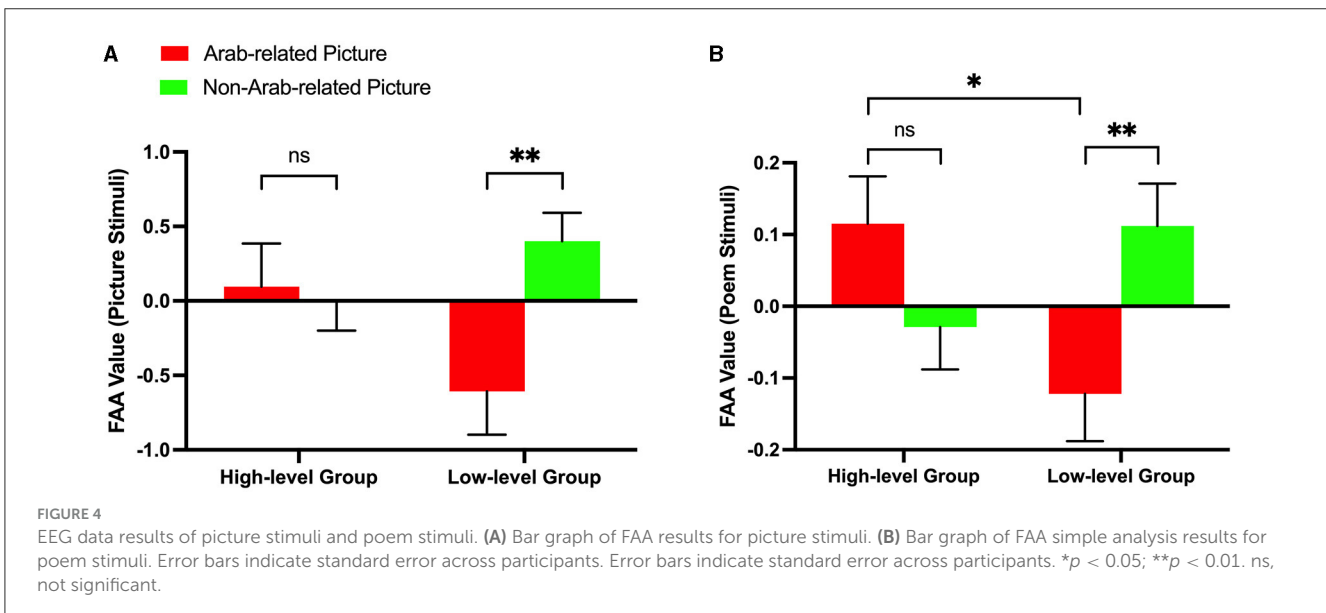 A
Arab-related Picture
Non-Arab-related Picture
FAA Value (Picture Stimuli)
1.0
0.5
0.0
-0.5
-1.0
ns
**
High-level Group
Low-level Group
B
FAA Value (Poem Stimuli)
0.2
0.1
0.0
-0.1
-0.2
*
ns
**
High-level Group
Low-level Group
FIGURE 4
EEG data results of picture stimuli and poem stimuli. (A) Bar graph of FAA results for picture stimuli. (B) Bar graph of FAA simple analysis results for
poem stimuli. Error bars indicate standard error across participants. Error bars indicate standard error across participants. *p < 0.05; **p < 0.01. ns,
not significant.